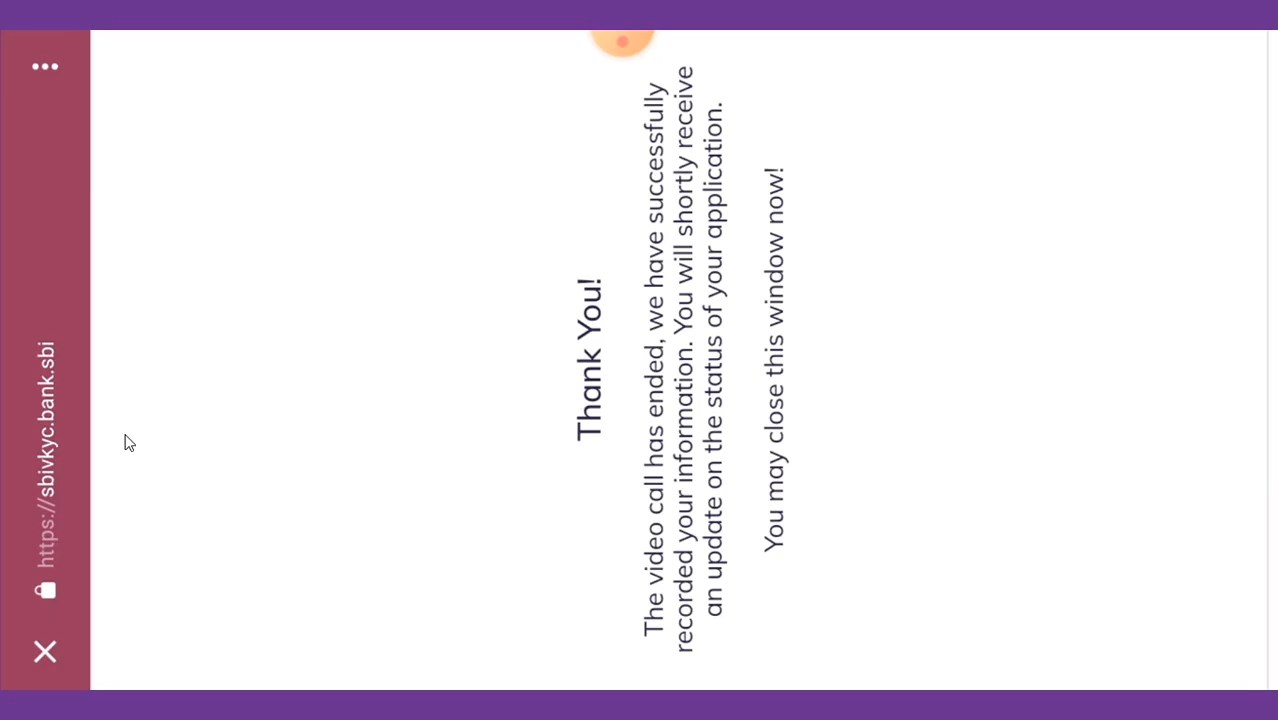 https://sbivkyc.bank.sbi
Thank You!
The video call has ended, we have successfully
recorded your information. You will shortly receive
an update on the status of your application.
You may close this window now!